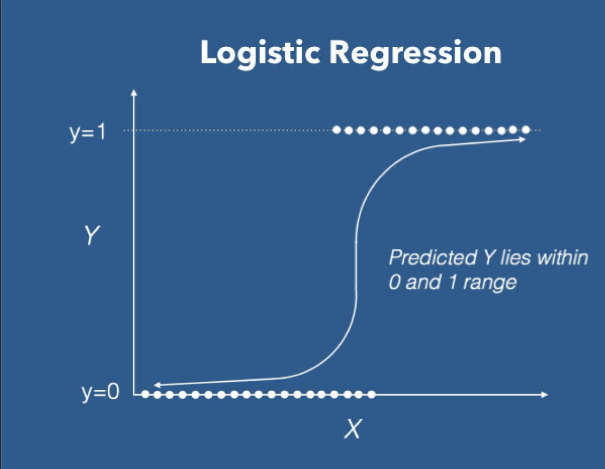 Logistic Regression
y=1
Y
Predicted Y lies within
0 and 1 range
y=0
X